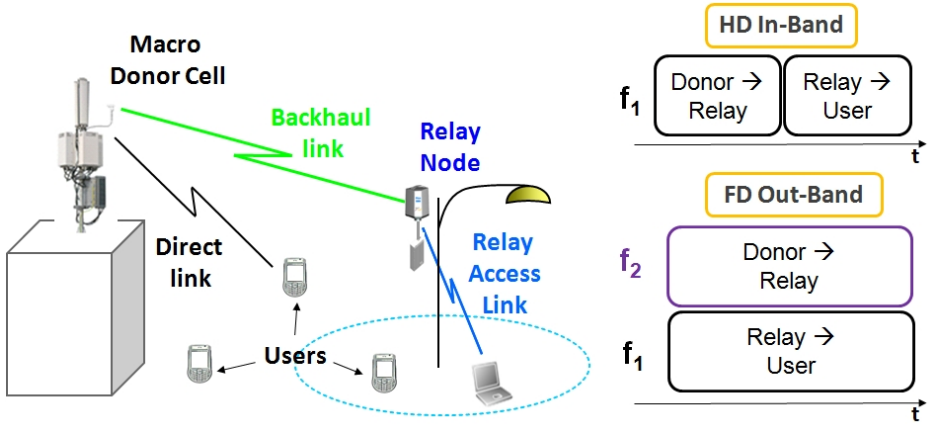 Macro
Donor Cell
Backhaul
link
Relay
Node
Direct
link
Relay
Access
Link
Users
HD In-Band
f1
Donor →
Relay
Relay →
User
t
FD Out-Band
f2
Donor →
Relay
f1
Relay →
User
t